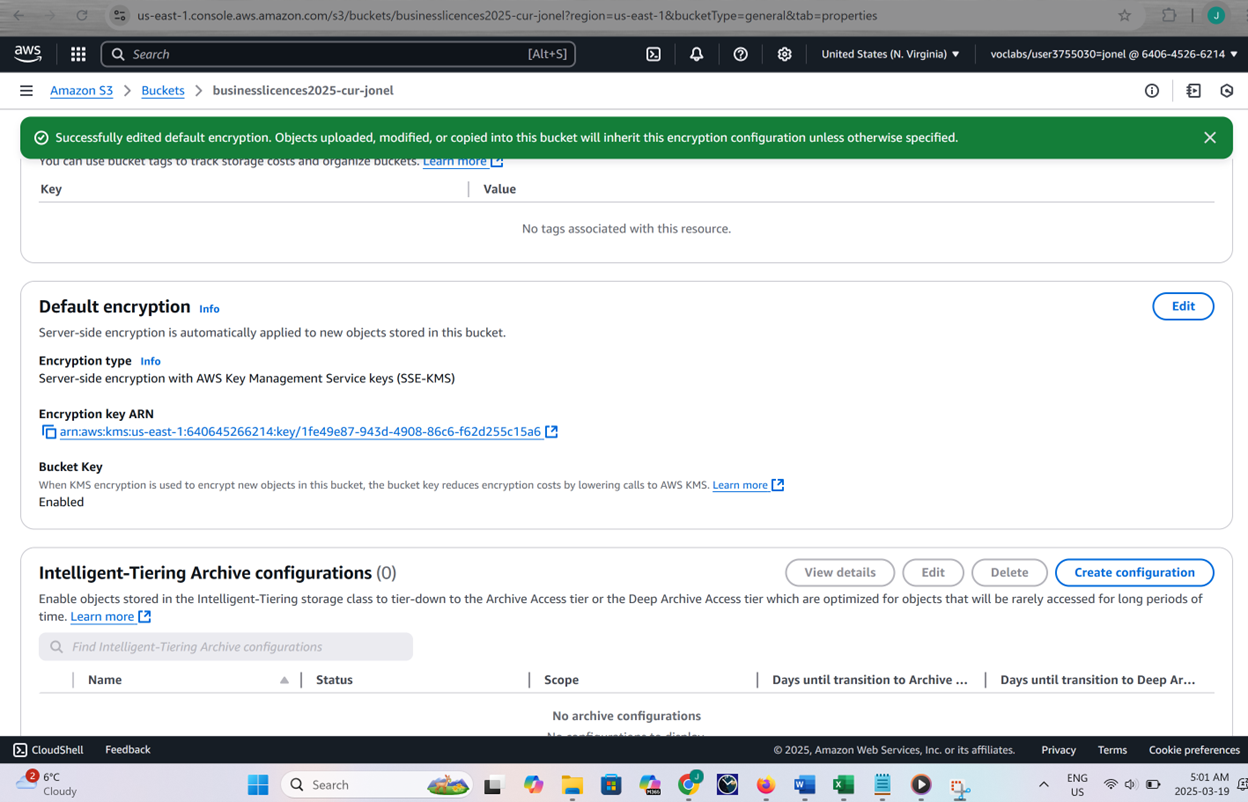 us-east-1.console.aws.amazon.com/s3/buckets/businesslicences2025-cur-jonel?region=us-east-1&bucketType=general&tab=properties
J
aws
Search
[Alt+S]
United States (N. Virginia) ▼
voclabs/user3755030=jonel @ 6406-4526-6214 ▼
Amazon S3 > Buckets > businesslicences2025-cur-jonel
Successfully edited default encryption. Objects uploaded, modified, or copied into this bucket will inherit this encryption configuration unless otherwise specified.
You can use bucket tags to track storage costs and organize buckets. Learn more
Key
Value
No tags associated with this resource.
Default encryption Info
Edit
Server-side encryption is automatically applied to new objects stored in this bucket.
Encryption type Info
Server-side encryption with AWS Key Management Service keys (SSE-KMS)
Encryption key ARN
arn:aws:kms:us-east-1:640645266214:key/1fe49e87-943d-4908-86c6-f62d255c15a6
Bucket Key
When KMS encryption is used to encrypt new objects in this bucket, the bucket key reduces encryption costs by lowering calls to AWS KMS. Learn more
Enabled
Intelligent-Tiering Archive configurations (0)
View details
Edit
Delete
Create configuration
Enable objects stored in the Intelligent-Tiering storage class to tier-down to the Archive Access tier or the Deep Archive Access tier which are optimized for objects that will be rarely accessed for long periods of
time. Learn more
Find Intelligent-Tiering Archive configurations
Name
Status
Scope
Days until transition to Archive ...
Days until transition to Deep Ar...
No archive configurations
No configurations to display
CloudShell
Feedback
© 2025, Amazon Web Services, Inc. or its affiliates.
Privacy
Terms
Cookie preferences
2
6°C
Cloudy
Search
M365
J
ENG
US
5:01 AM
2025-03-19